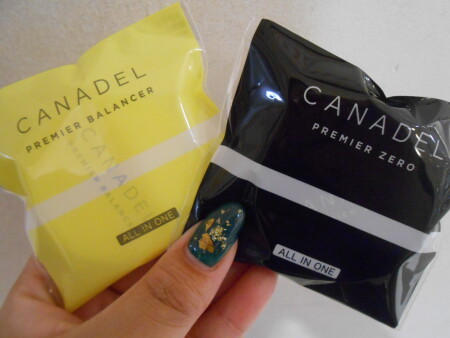 CANADEL
PREMIER BALANCER
ALL IN ONE
CANADEL
PREMIER ZERO
ALL IN ONE